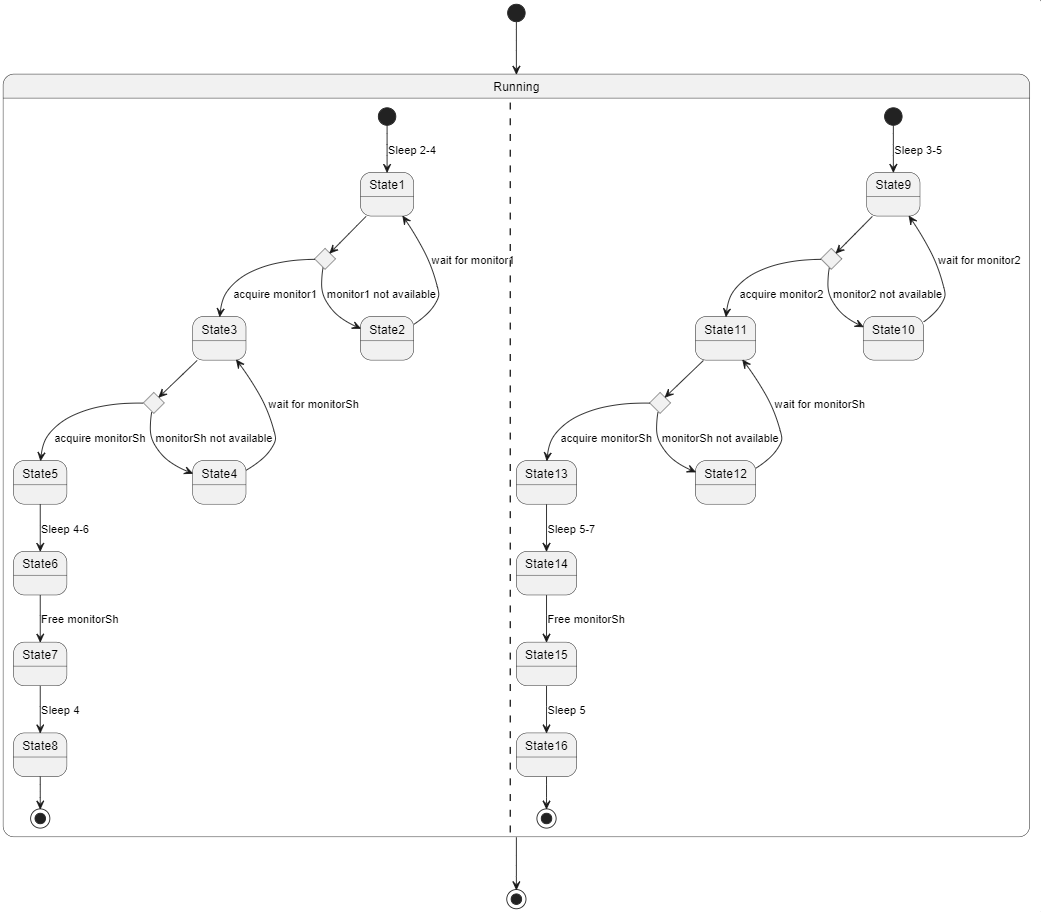 Running
Sleep 2-4
State1
wait for monitor1
acquire monitor1
monitor1 not available
State3
State2
wait for monitorSh
acquire monitorSh
monitorSh not available
State5
State4
Sleep 4-6
State6
Free monitorSh
State7
Sleep 4
State8
Sleep 3-5
State9
wait for monitor2
acquire monitor2
monitor2 not available
State11
State10
wait for monitorSh
acquire monitorSh
monitorSh not available
State13
State12
Sleep 5-7
State14
Free monitorSh
State15
Sleep 5
State16